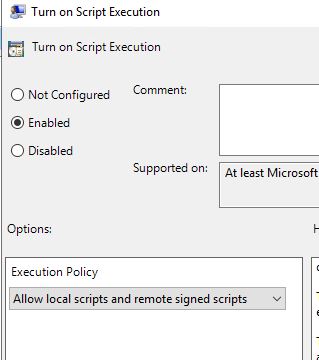 Turn on Script Execution
Turn on Script Execution
Not Configured
Comment:
Enabled
Disabled
Supported on:
At least Microsoft
Options:
Execution Policy
Allow local scripts and remote signed scripts